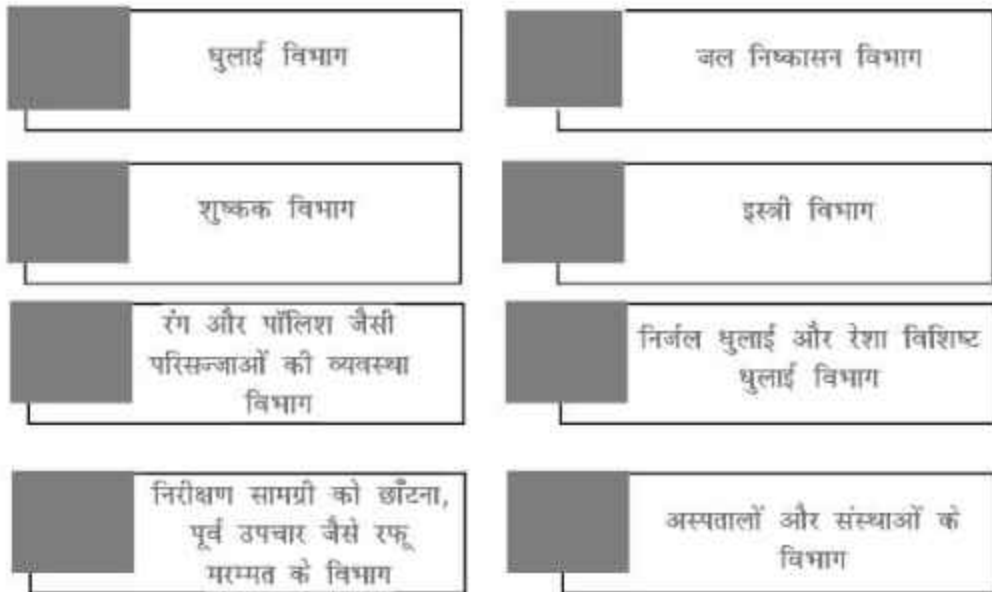 धुलाई विभाग
जल निष्कासन विभाग
शुष्कक विभाग
इस्त्री विभाग
रंग और पॉलिश जैसी
परिसज्जाओं की व्यवस्था
विभाग
निर्जल धुलाई और रेशा विशिष्ट
धुलाई विभाग
निरीक्षण सामग्री को छाँटना,
पूर्व उपचार जैसे रफू
मरम्मत के विभाग
अस्पतालों और संस्थाओं के
विभाग